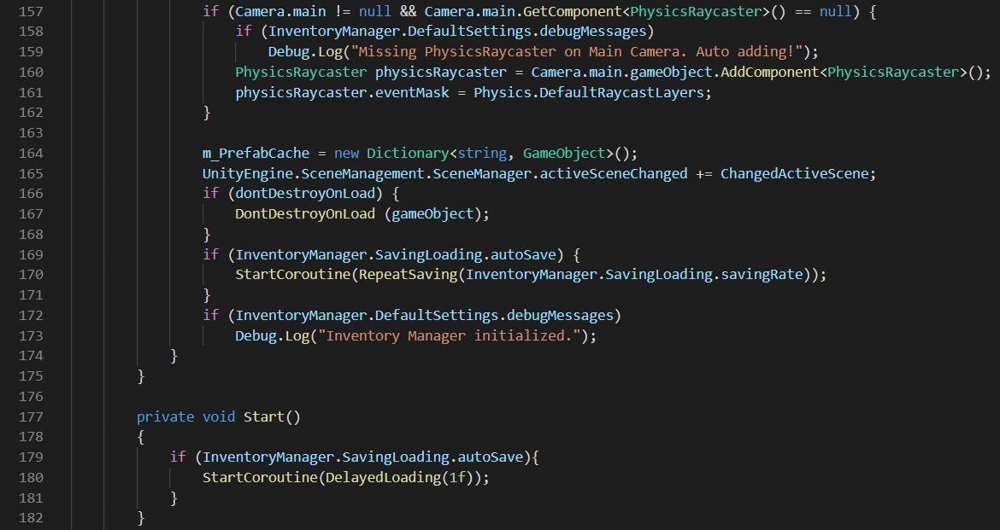 157 if (Camera.main != null && Camera.main.GetComponent<PhysicsRaycaster>() == null) {
158 if (InventoryManager.DefaultSettings.debugMessages)
159 Debug.Log("Missing PhysicsRaycaster on Main Camera. Auto adding!");
160 PhysicsRaycaster physicsRaycaster = Camera.main.gameObject.AddComponent<PhysicsRaycaster>();
161 physicsRaycaster.eventMask = Physics.DefaultRaycastLayers;
162 }
163
164 m_PrefabCache = new Dictionary<string, GameObject>();
165 UnityEngine.SceneManagement.SceneManager.activeSceneChanged += ChangedActiveScene;
166 if (dontDestroyOnLoad) {
167 DontDestroyOnLoad (gameObject);
168 }
169 if (InventoryManager.SavingLoading.autoSave) {
170 StartCoroutine(RepeatSaving(InventoryManager.SavingLoading.savingRate));
171 }
172 if (InventoryManager.DefaultSettings.debugMessages)
173 Debug.Log("Inventory Manager initialized.");
174 }
175 }
176
177 private void Start()
178 {
179 if (InventoryManager.SavingLoading.autoSave){
180 StartCoroutine(DelayedLoading(1f));
181 }
182 }